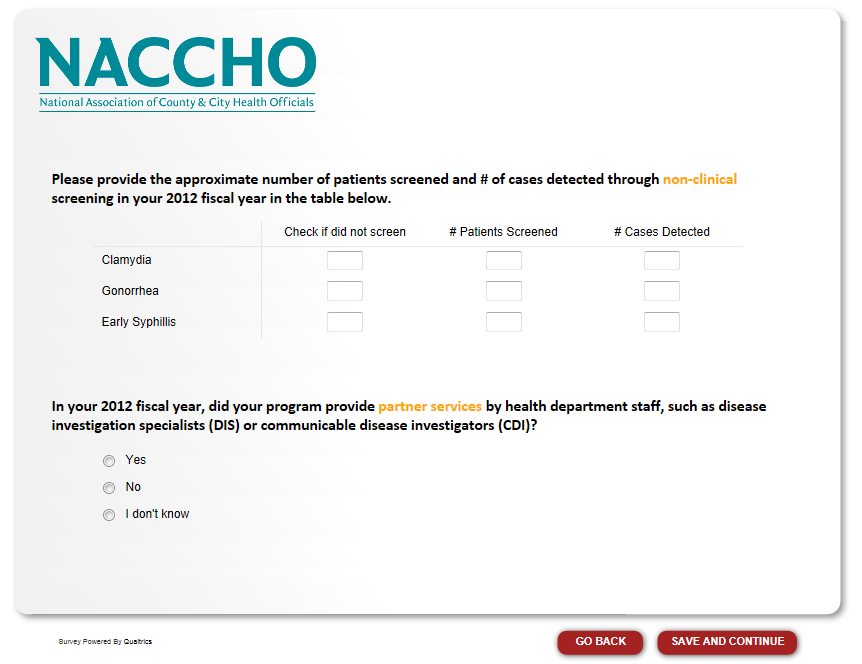 NACCHO
National Association of County & City Health Officials
Please provide the approximate number of patients screened and # of cases detected through non-clinical
screening in your 2012 fiscal year in the table below.
Check if did not screen # Patients Screened # Cases Detected
Clamydia
Gonorrhea
Early Syphillis
In your 2012 fiscal year, did your program provide partner services by health department staff, such as disease
investigation specialists (DIS) or communicable disease investigators (CDI)?
Yes
No
I don't know
Survey Powered By Qualtrics
GO BACK SAVE AND CONTINUE